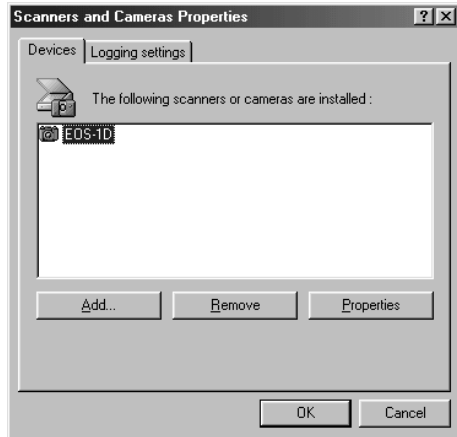 Scanners and Cameras Properties
Devices Logging settings
The following scanners or cameras are installed :
EOS-1D
Add... Remove Properties
OK Cancel